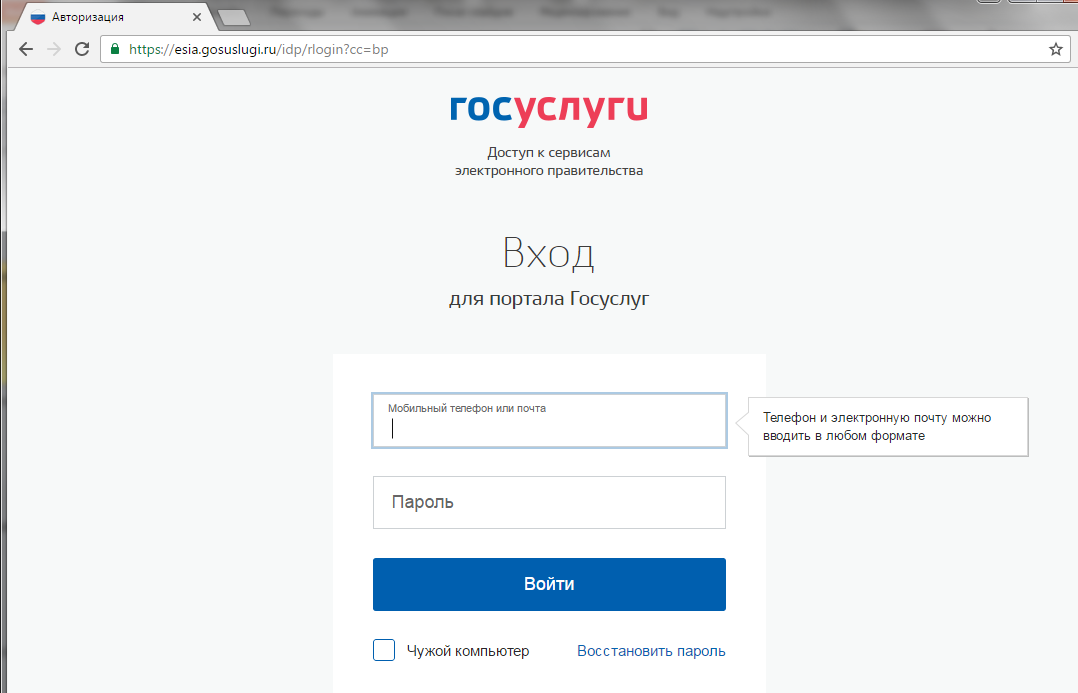 Авторизация
https://esia.gosuslugi.ru/idp/rlogin?cc=bp
госуслуги
Доступ к сервисам
электронного правительства
Вход
для портала Госуслуг
Мобильный телефон или почта
Телефон и электронную почту можно
вводить в любом формате
Пароль
Войти
Чужой компьютер
Восстановить пароль